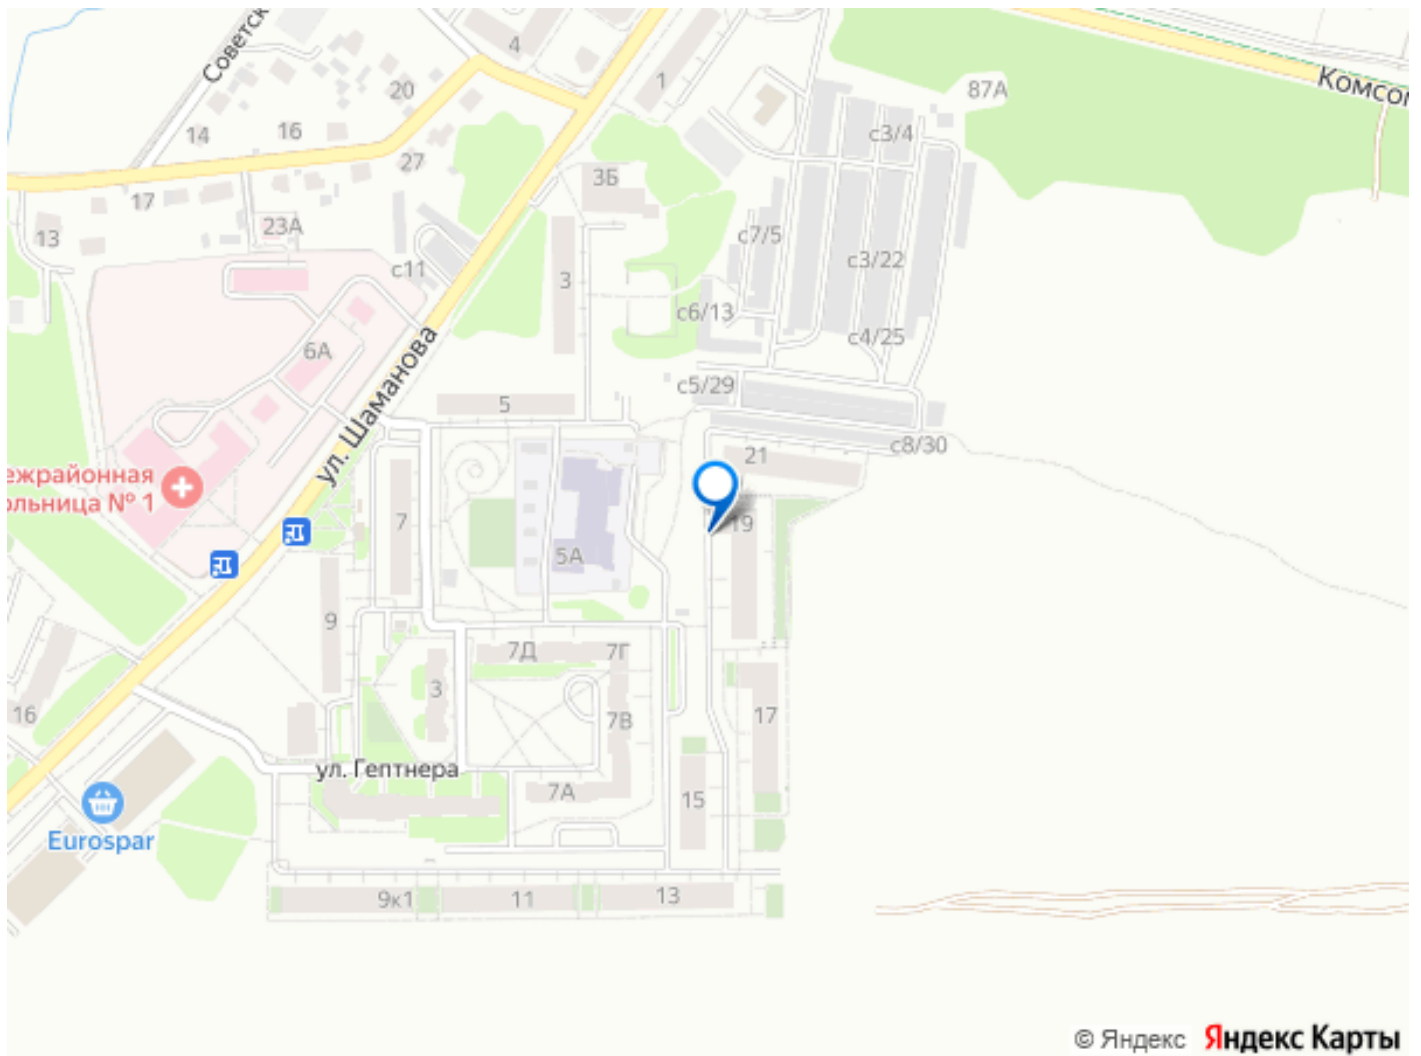 Советск
4
1
20
14
16
27
17
13
23А
3Б
с11
3
6А
ул. Шаманова
87А
Комсом
с3/4
с7/5
с3/22
с6/13
с4/25
с5/29
с8/30
5
21
ежрайонная
ольница № 1
7
5А
19
9
7Д
7Г
3
7В
17
16
ул. Гептнера
7А
15
Eurospar
9к1
11
13
© Яндекс Яндекс Карты